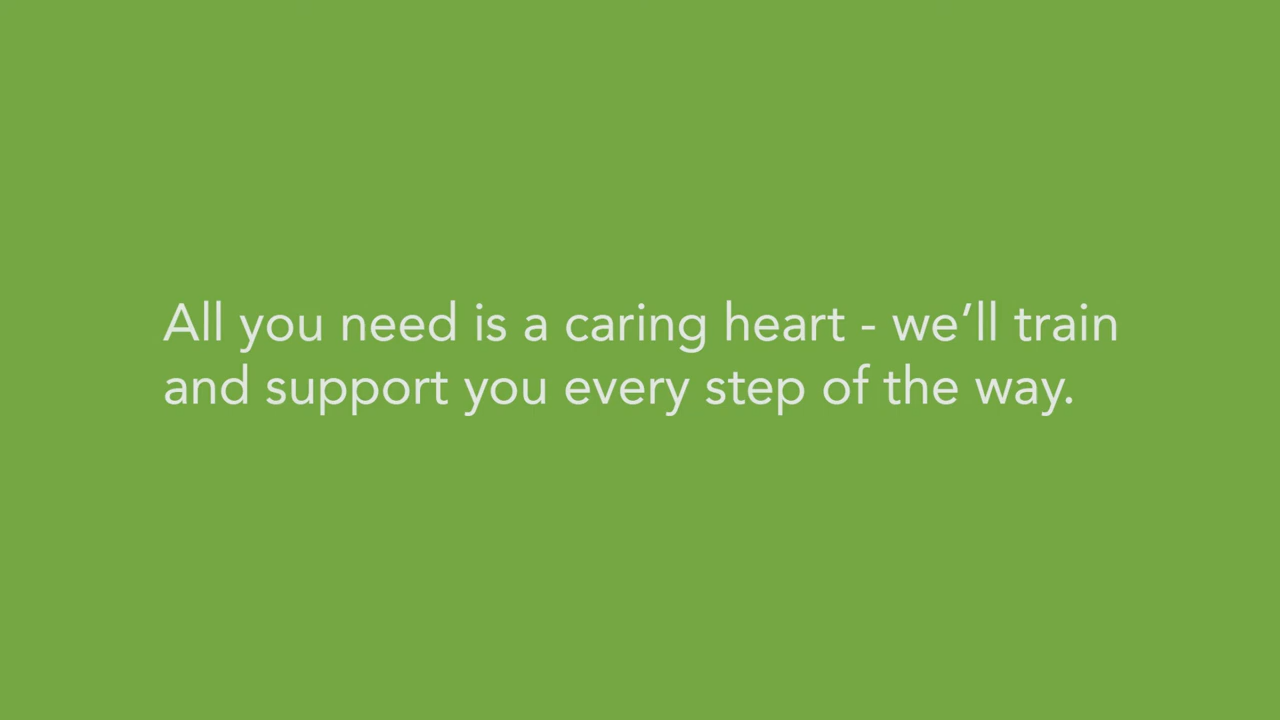 All you need is a caring heart - we’ll train
and support you every step of the way.